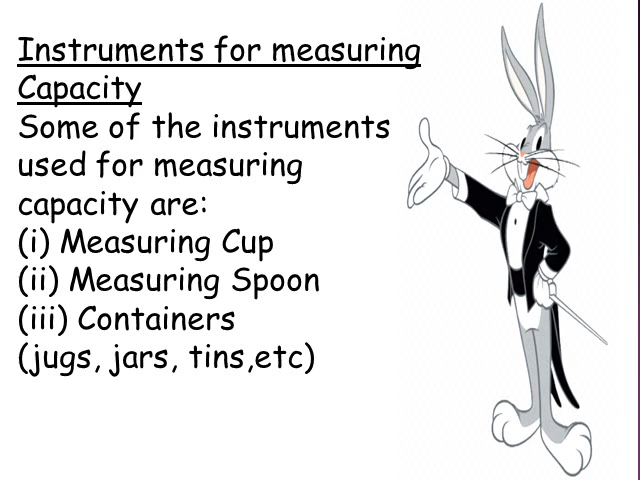 Instruments for measuring
Capacity
Some of the instruments
used for measuring
capacity are:
(i) Measuring Cup
(ii) Measuring Spoon
(iii) Containers
(jugs, jars, tins,etc)